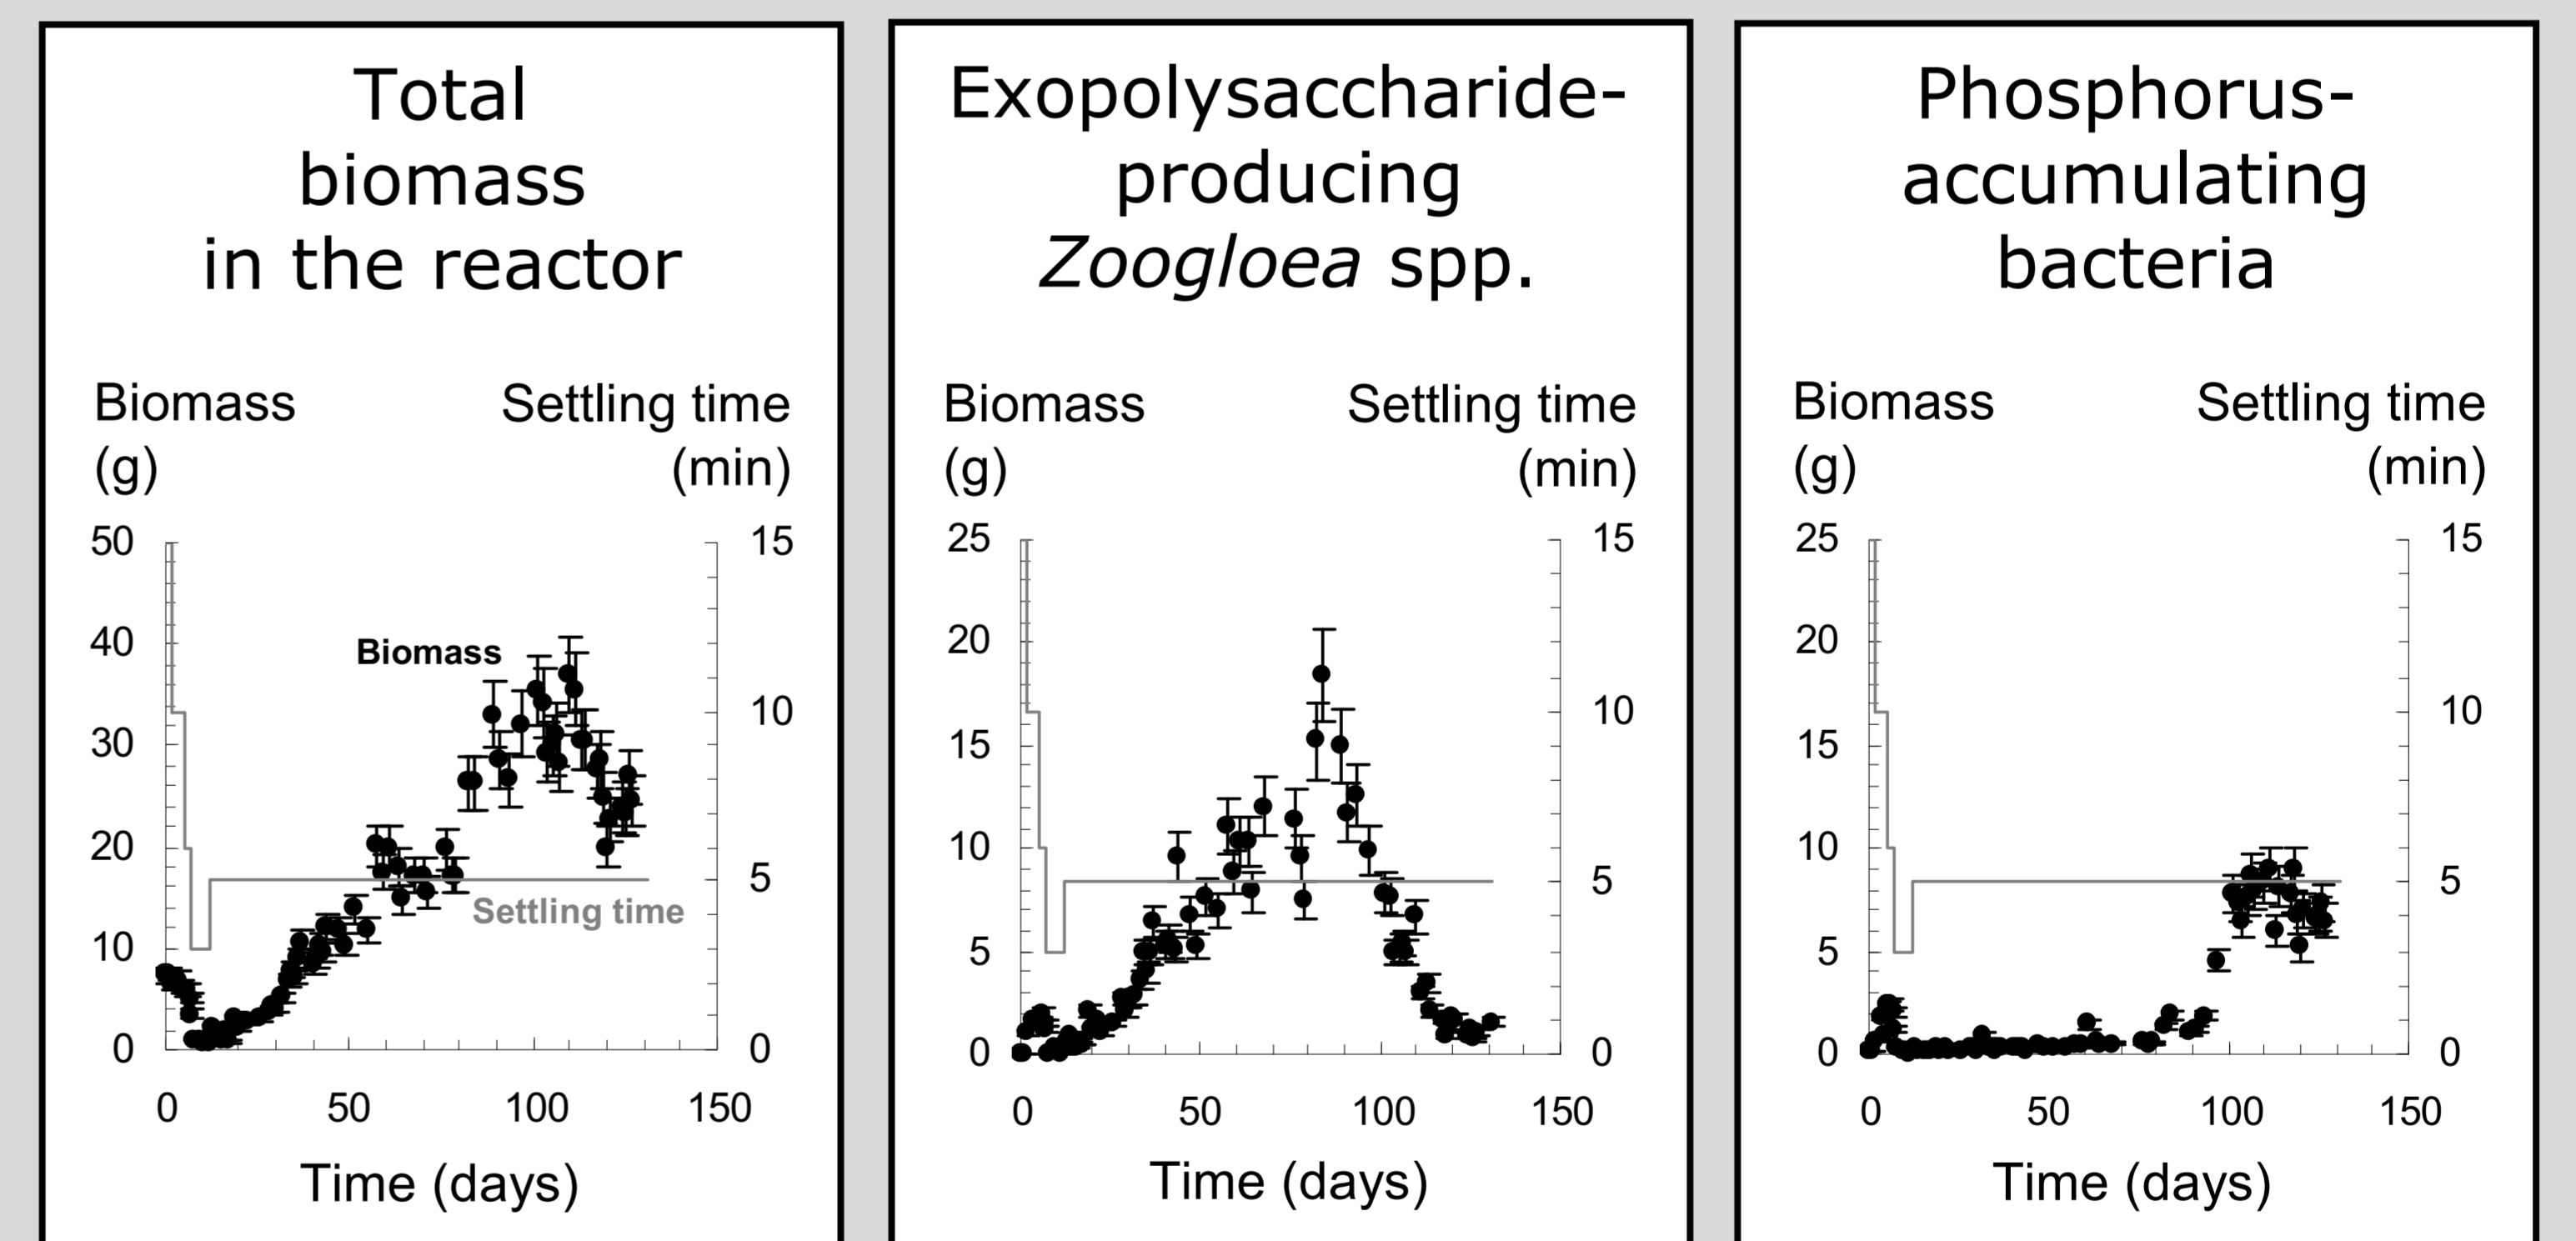 Total
biomass
in the reactor
Biomass
(g)
Settling time
(min)
50
40
30
20
10
0
15
10
5
0
Biomass
Settling time
0 50 100 150
Time (days)
Exopolysaccharide-
producing
Zoogloea spp.
Biomass
(g)
Settling time
(min)
25
20
15
10
5
0
15
10
5
0
0 50 100 150
Time (days)
Phosphorus-
accumulating
bacteria
Biomass
(g)
Settling time
(min)
25
20
15
10
5
0
15
10
5
0
0 50 100 150
Time (days)